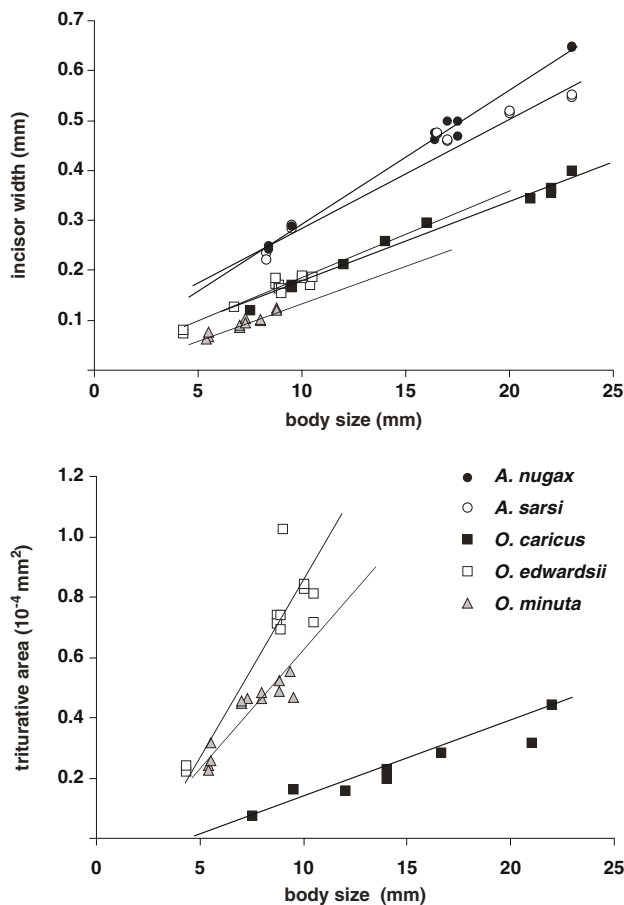 0.7
0.6
0.5
0.4
0.3
0.2
0.1
incisor width (mm)
0 5 10 15 20 25
body size (mm)
1.2
1.0
0.8
0.6
0.4
0.2
triturative area (10⁻⁴ mm²)
A. nugax
A. sarsi
O. caricus
O. edwardsii
O. minuta
0 5 10 15 20 25
body size (mm)